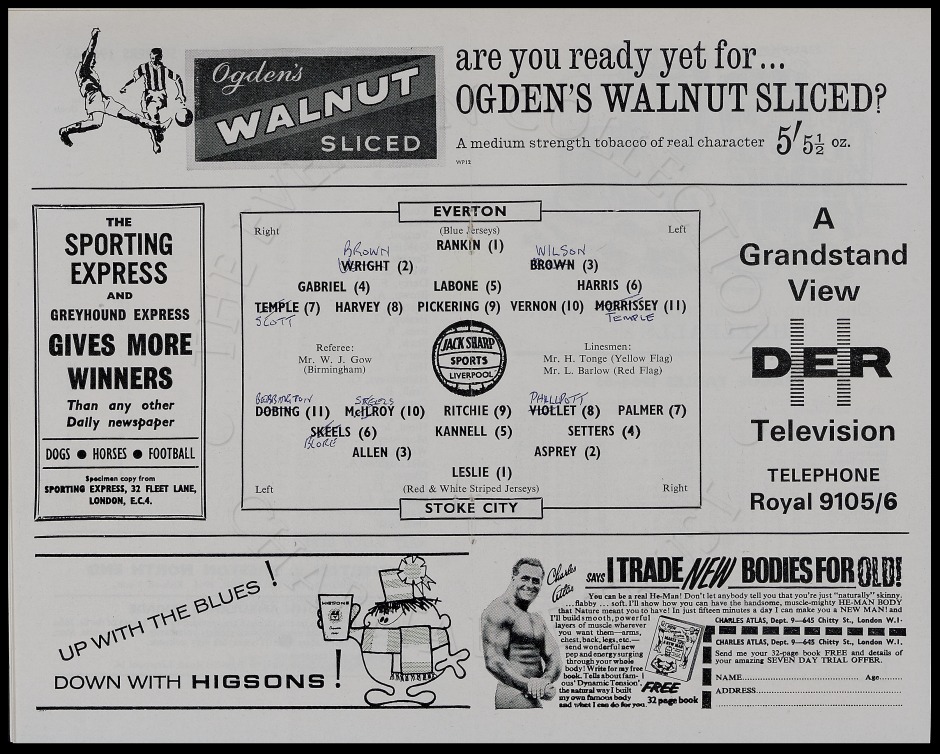 Ogden's
WALNUT
SLICED
are you ready yet for...
OGDEN'S WALNUT SLICED?
A medium strength tobacco of real character 5/5½ oz.
WP12
THE
SPORTING
EXPRESS
AND
GREYHOUND EXPRESS
GIVES MORE
WINNERS
Than any other
Daily newspaper
DOGS ● HORSES ● FOOTBALL
Specimen copy from
SPORTING EXPRESS, 32 FLEET LANE,
LONDON, E.C.4.
EVERTON
Right (Blue Jerseys) Left
RANKIN (1)
BROWN WILSON
WRIGHT (2) BROWN (3)
GABRIEL (4) LABONE (5) HARRIS (6)
TEMPLE (7) HARVEY (8) PICKERING (9) VERNON (10) MORRISSEY (11)
SCOTT TEMPLE
Referee:
Mr. W. J. Gow
(Birmingham)
JACK SHARP
SPORTS
LIVERPOOL
Linesmen:
Mr. H. Tonge (Yellow Flag)
Mr. L. Barlow (Red Flag)
BEBBINGTON SKEELS PHILLPOTT
DOBING (11) McILROY (10) RITCHIE (9) VIOLLET (8) PALMER (7)
SKEELS (6) KANNELL (5) SETTERS (4)
BLORE
ALLEN (3) ASPREY (2)
LESLIE (1)
Left (Red & White Striped Jerseys) Right
STOKE CITY
A
Grandstand
View
DER
Television
TELEPHONE
Royal 9105/6
UP WITH THE BLUES!
DOWN WITH HIGSONS!
HIGSONS
Charles
Atlas
SAYS I TRADE NEW BODIES FOR OLD!
You can be a real He-Man! Don't let anybody tell you that you're just "naturally" skinny,
...flabby...soft. I'll show how you can have the handsome, muscle-mighty HE-MAN BODY
that Nature meant you to have. In just fifteen minutes a day I can make you a NEW MAN! and
I'll build smooth, powerful
layers of muscle wherever
you want them—arms,
chest, back, legs, etc.—
send wonderful new
pep and energy surging
through your whole
body! Write for my free
book. Tells about fam-
ous 'Dynamic Tension',
the natural way I built
my own famous body
and what I can do for you.
FREE
32 page book
CHARLES ATLAS, Dept. 9—645 Chitty St., London W.1.
CHARLES ATLAS, Dept. 9—645 Chitty St., London W.1.
Send me your 32-page book FREE and details of
your amazing SEVEN DAY TRIAL OFFER.
NAME Age
ADDRESS